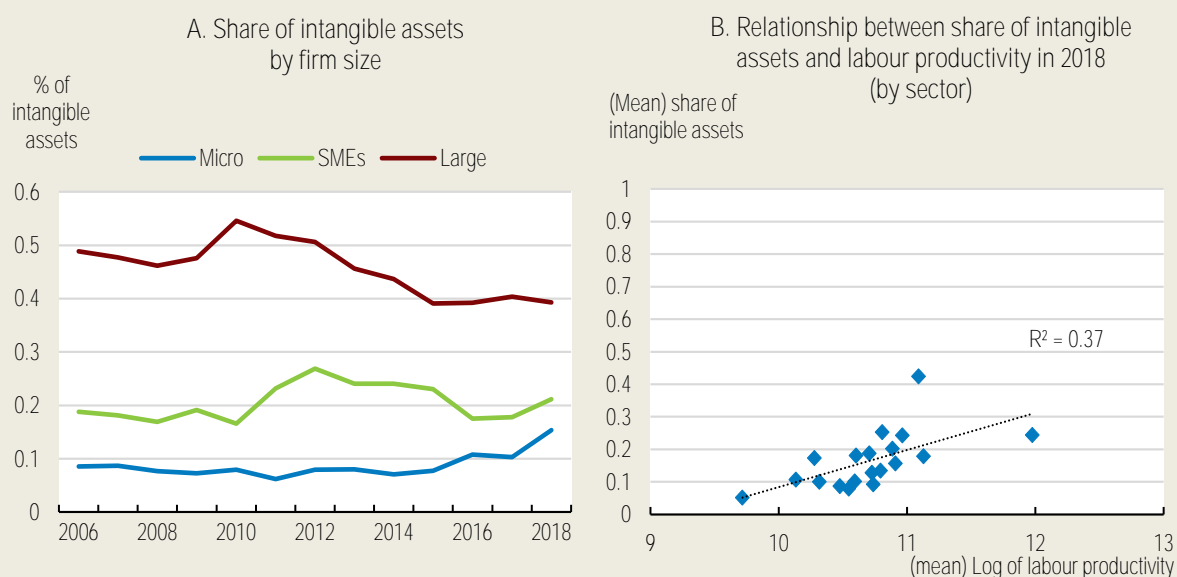 A. Share of intangible assets
by firm size
% of
intangible
assets
Micro
SMEs
Large
0.6
0.5
0.4
0.3
0.2
0.1
0
2006
2008
2010
2012
2014
2016
2018
B. Relationship between share of intangible
assets and labour productivity in 2018
(by sector)
(Mean) share of
intangible assets
1
0.9
0.8
0.7
0.6
0.5
0.4
0.3
0.2
0.1
0
R² = 0.37
9
10
11
12
13
(mean) Log of labour productivity